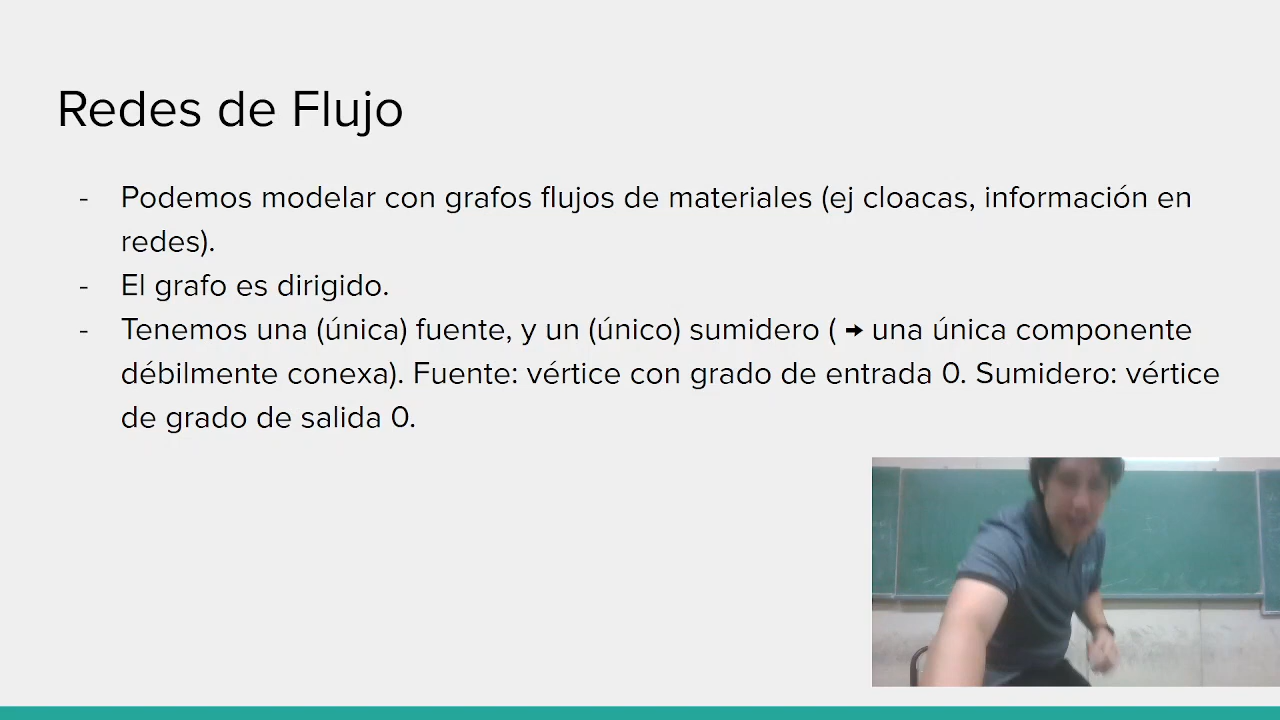 Redes de Flujo
- Podemos modelar con grafos flujos de materiales (ej cloacas, información en
redes).
- El grafo es dirigido.
- Tenemos una (única) fuente, y un (único) sumidero ( → una única componente
débilmente conexa). Fuente: vértice con grado de entrada 0. Sumidero: vértice
de grado de salida 0.